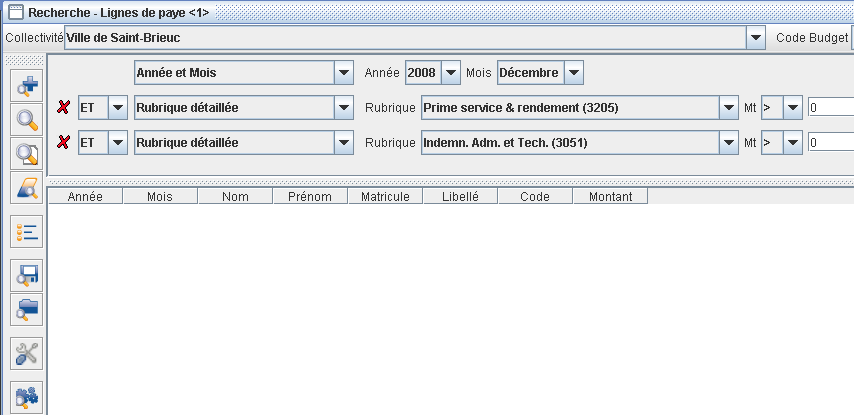 Recherche - Lignes de paye <1>
Collectivité Ville de Saint-Brieuc Code Budget
Année et Mois Année 2008 Mois Décembre
ET Rubrique détaillée Rubrique Prime service & rendement (3205) Mt > 0
ET Rubrique détaillée Rubrique Indemn. Adm. et Tech. (3051) Mt > 0
Année Mois Nom Prénom Matricule Libellé Code Montant